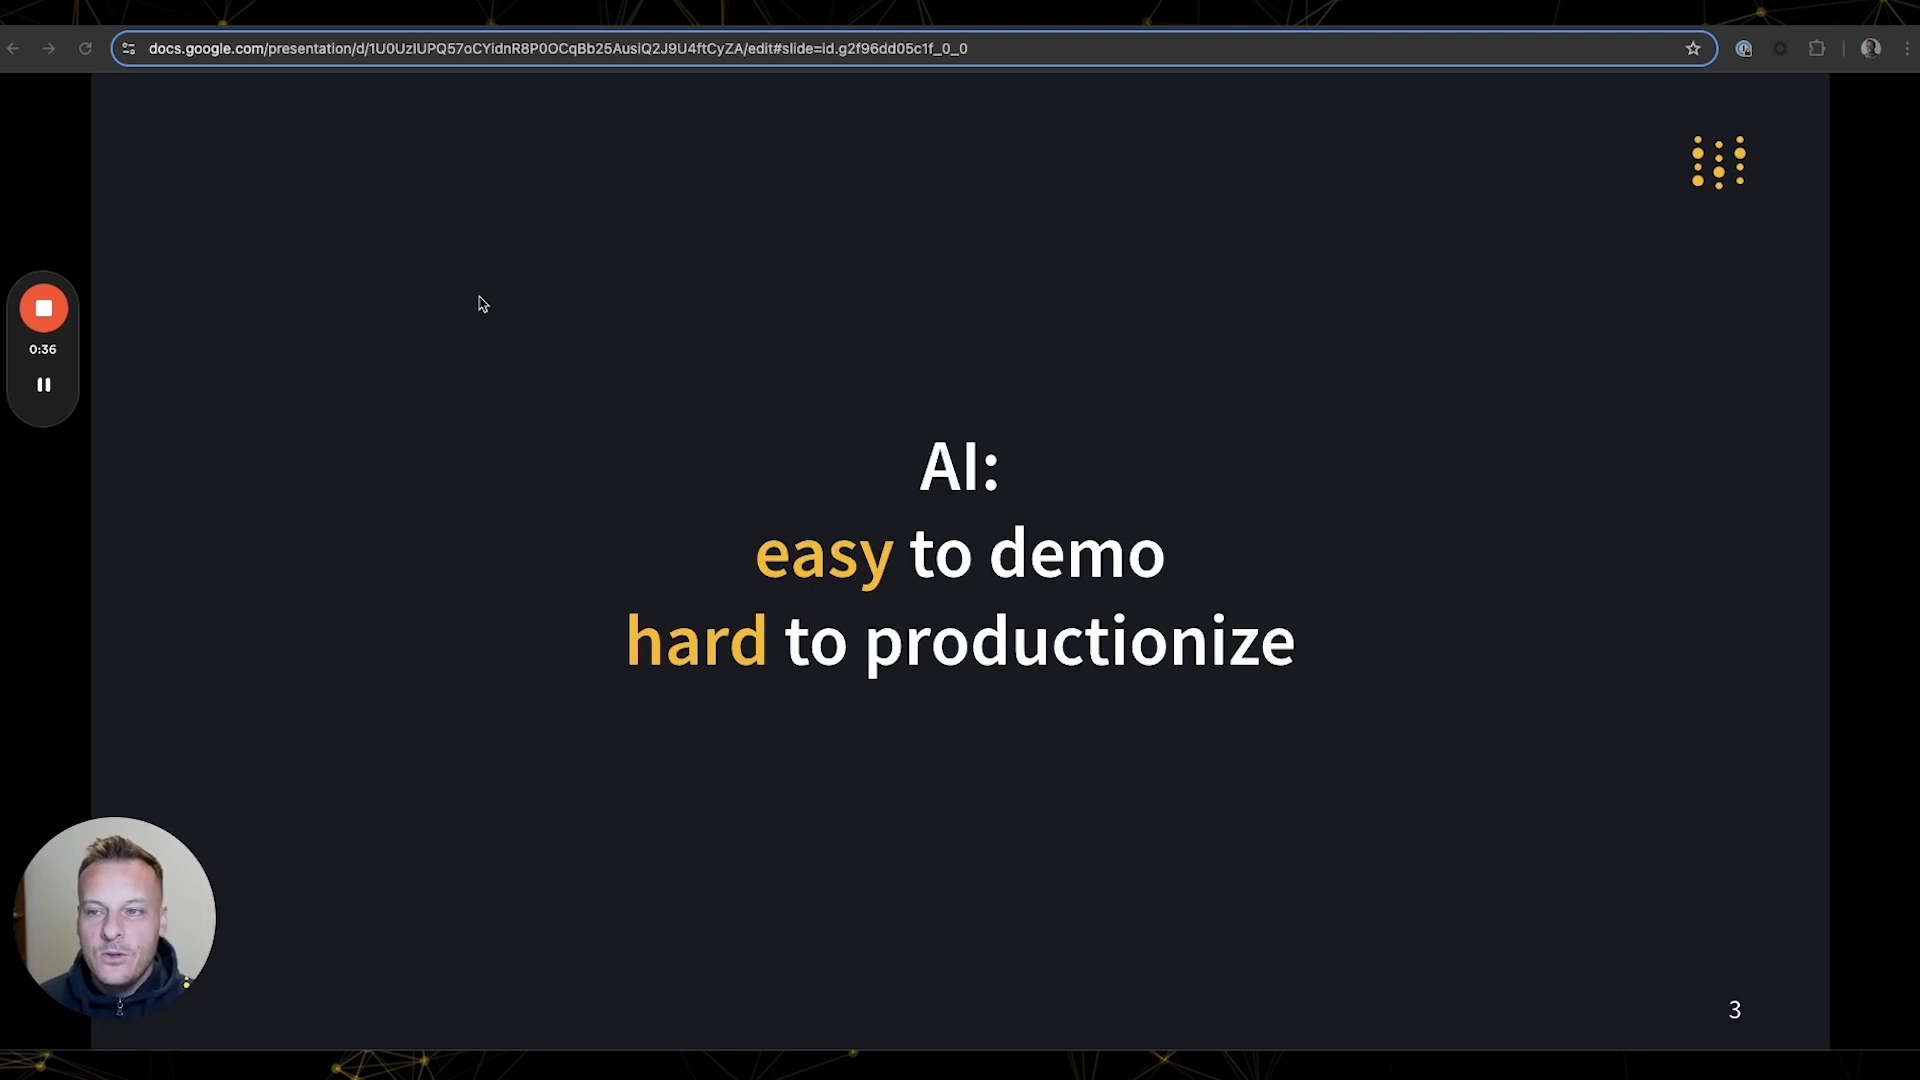 docs.google.com/presentation/d/1U0UzIUPQ57oCYidnR8P0OCqBb25AusiQ2J9U4ftCyZA/edit#slide=id.g2f96dd05c1f_0_0
0:36
AI:
easy to demo
hard to productionize
3